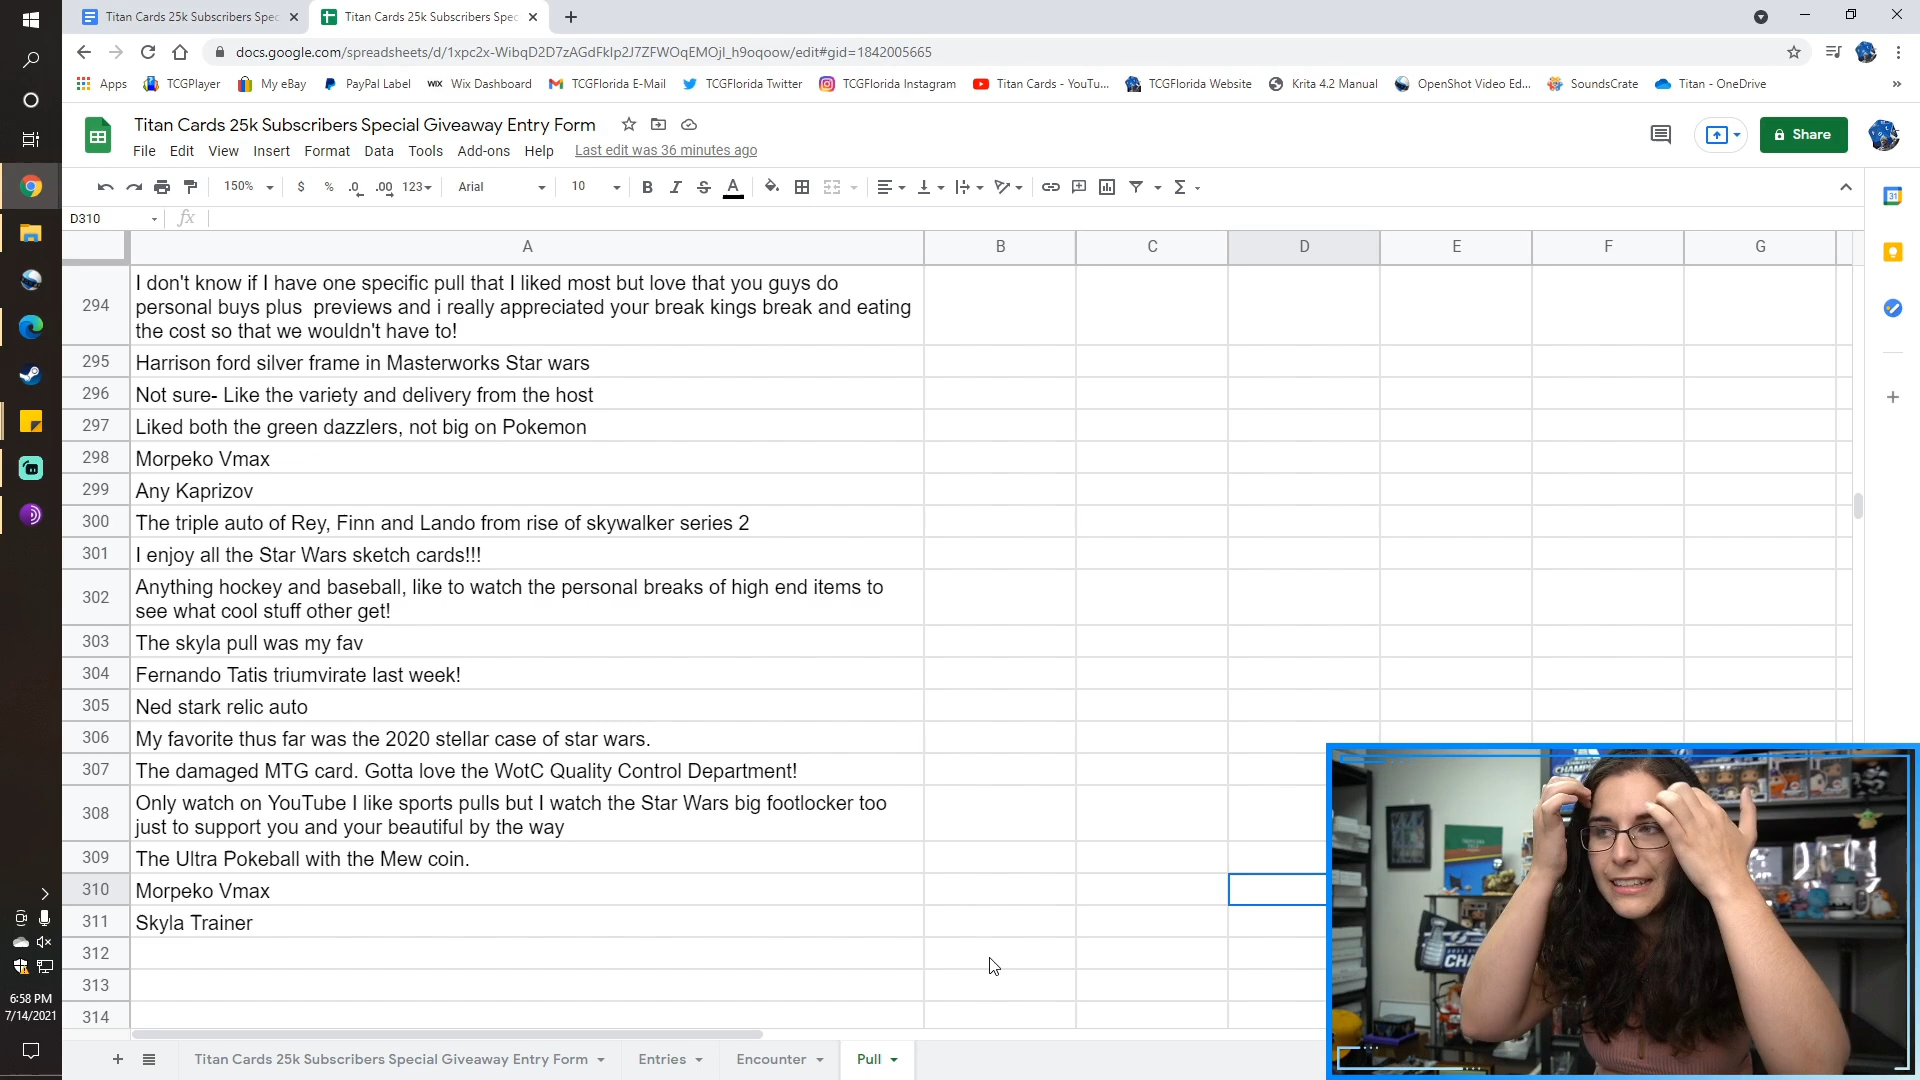 Titan Cards 25k Subscribers Spec
Titan Cards 25k Subscribers Spec
docs.google.com/spreadsheets/d/1xpc2x-WibqD2D7zAGdFklp2J7ZFWOqEMOjl_h9oqoow/edit#gid=1842005665
Apps TCGPlayer My eBay PayPal Label WIX Wix Dashboard TCGFlorida E-Mail TCGFlorida Twitter TCGFlorida Instagram Titan Cards - YouTu... TCGFlorida Website Krita 4.2 Manual OpenShot Video Ed... SoundsCrate Titan - OneDrive
Titan Cards 25k Subscribers Special Giveaway Entry Form
Share
File Edit View Insert Format Data Tools Add-ons Help Last edit was 36 minutes ago
150% $ % .0 .00 123 Arial 10 B I S A
D310 fx
A B C D E F G
294 I don't know if I have one specific pull that I liked most but love that you guys do
personal buys plus previews and i really appreciated your break kings break and eating
the cost so that we wouldn't have to!
295 Harrison ford silver frame in Masterworks Star wars
296 Not sure- Like the variety and delivery from the host
297 Liked both the green dazzlers, not big on Pokemon
298 Morpeko Vmax
299 Any Kaprizov
300 The triple auto of Rey, Finn and Lando from rise of skywalker series 2
301 I enjoy all the Star Wars sketch cards!!!
302 Anything hockey and baseball, like to watch the personal breaks of high end items to
see what cool stuff other get!
303 The skyla pull was my fav
304 Fernando Tatis triumvirate last week!
305 Ned stark relic auto
306 My favorite thus far was the 2020 stellar case of star wars.
307 The damaged MTG card. Gotta love the WotC Quality Control Department!
308 Only watch on YouTube I like sports pulls but I watch the Star Wars big footlocker too
just to support you and your beautiful by the way
309 The Ultra Pokeball with the Mew coin.
310 Morpeko Vmax
311 Skyla Trainer
312
313
314
6:58 PM
7/14/2021
Titan Cards 25k Subscribers Special Giveaway Entry Form Entries Encounter Pull